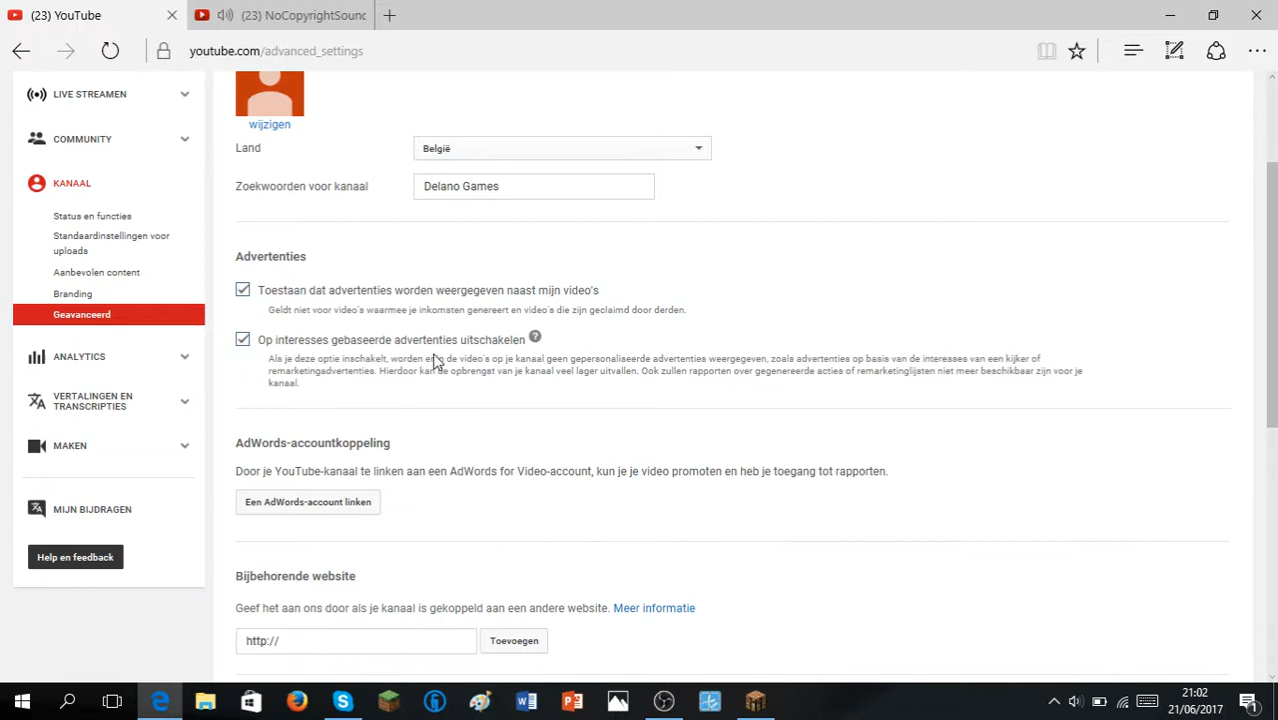 (23) YouTube
(23) NoCopyrightSound
youtube.com/advanced_settings
LIVE STREAMEN
COMMUNITY
KANAAL
Status en functies
Standaardinstellingen voor
uploads
Aanbevolen content
Branding
Geavanceerd
ANALYTICS
VERTALINGEN EN
TRANSCRIPTIES
MAKEN
MIJN BIJDRAGEN
Help en feedback
wijzigen
Land
België
Zoekwoorden voor kanaal
Delano Games
Advertenties
Toestaan dat advertenties worden weergegeven naast mijn video's
Geldt niet voor video's waarmee je inkomsten genereert en video's die zijn geclaimd door derden.
Op interesses gebaseerde advertenties uitschakelen ?
Als je deze optie inschakelt, worden er op de video's op je kanaal geen gepersonaliseerde advertenties weergegeven, zoals advertenties op basis van de interesses van een kijker of
remarketingadvertenties. Hierdoor kan de opbrengst van je kanaal veel lager uitvallen. Ook zullen rapporten over gegenereerde acties of remarketinglijsten niet meer beschikbaar zijn voor je
kanaal.
AdWords-accountkoppeling
Door je YouTube-kanaal te linken aan een AdWords for Video-account, kun je je video promoten en heb je toegang tot rapporten.
Een AdWords-account linken
Bijbehorende website
Geef het aan ons door als je kanaal is gekoppeld aan een andere website. Meer informatie
http://
Toevoegen
21:02
21/06/2017
1